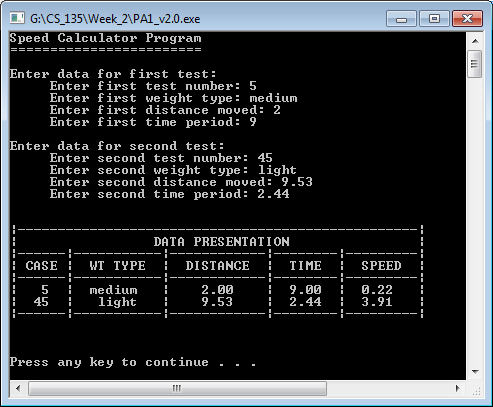 G:\CS_135\Week_2\PA1_v2.0.exe
Speed Calculator Program
========================
Enter data for first test:
Enter first test number: 5
Enter first weight type: medium
Enter first distance moved: 2
Enter first time period: 9
Enter data for second test:
Enter second test number: 45
Enter second weight type: light
Enter second distance moved: 9.53
Enter second time period: 2.44
|--------------------------------------------------|
| DATA PRESENTATION |
|------|-----------|-------------|--------|---------|
| CASE | WT TYPE | DISTANCE | TIME | SPEED |
|------|-----------|-------------|--------|---------|
| 5 | medium | 2.00 | 9.00 | 0.22 |
| 45 | light | 9.53 | 2.44 | 3.91 |
|------|-----------|-------------|--------|---------|
Press any key to continue . . .